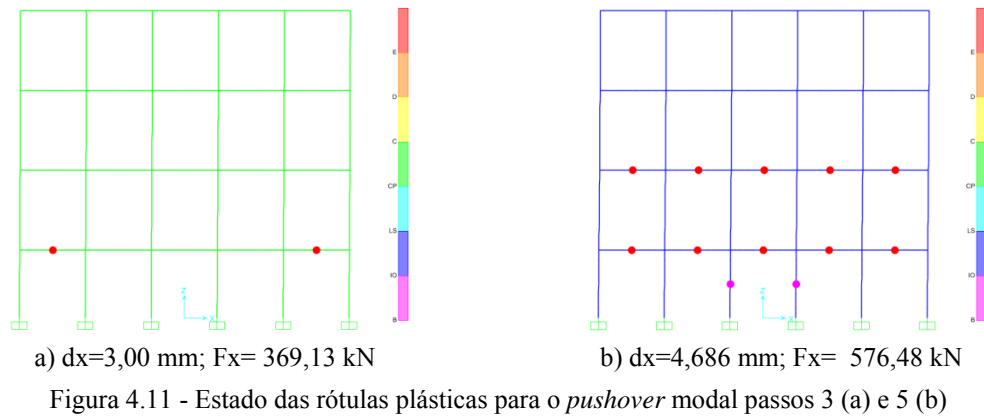 E
D
C
CP
LS
IO
B
Z
X
E
D
C
CP
LS
IO
B
Z
X
a) dx=3,00 mm; Fx= 369,13 kN
b) dx=4,686 mm; Fx= 576,48 kN
Figura 4.11 - Estado das rótulas plásticas para o pushover modal passos 3 (a) e 5 (b)